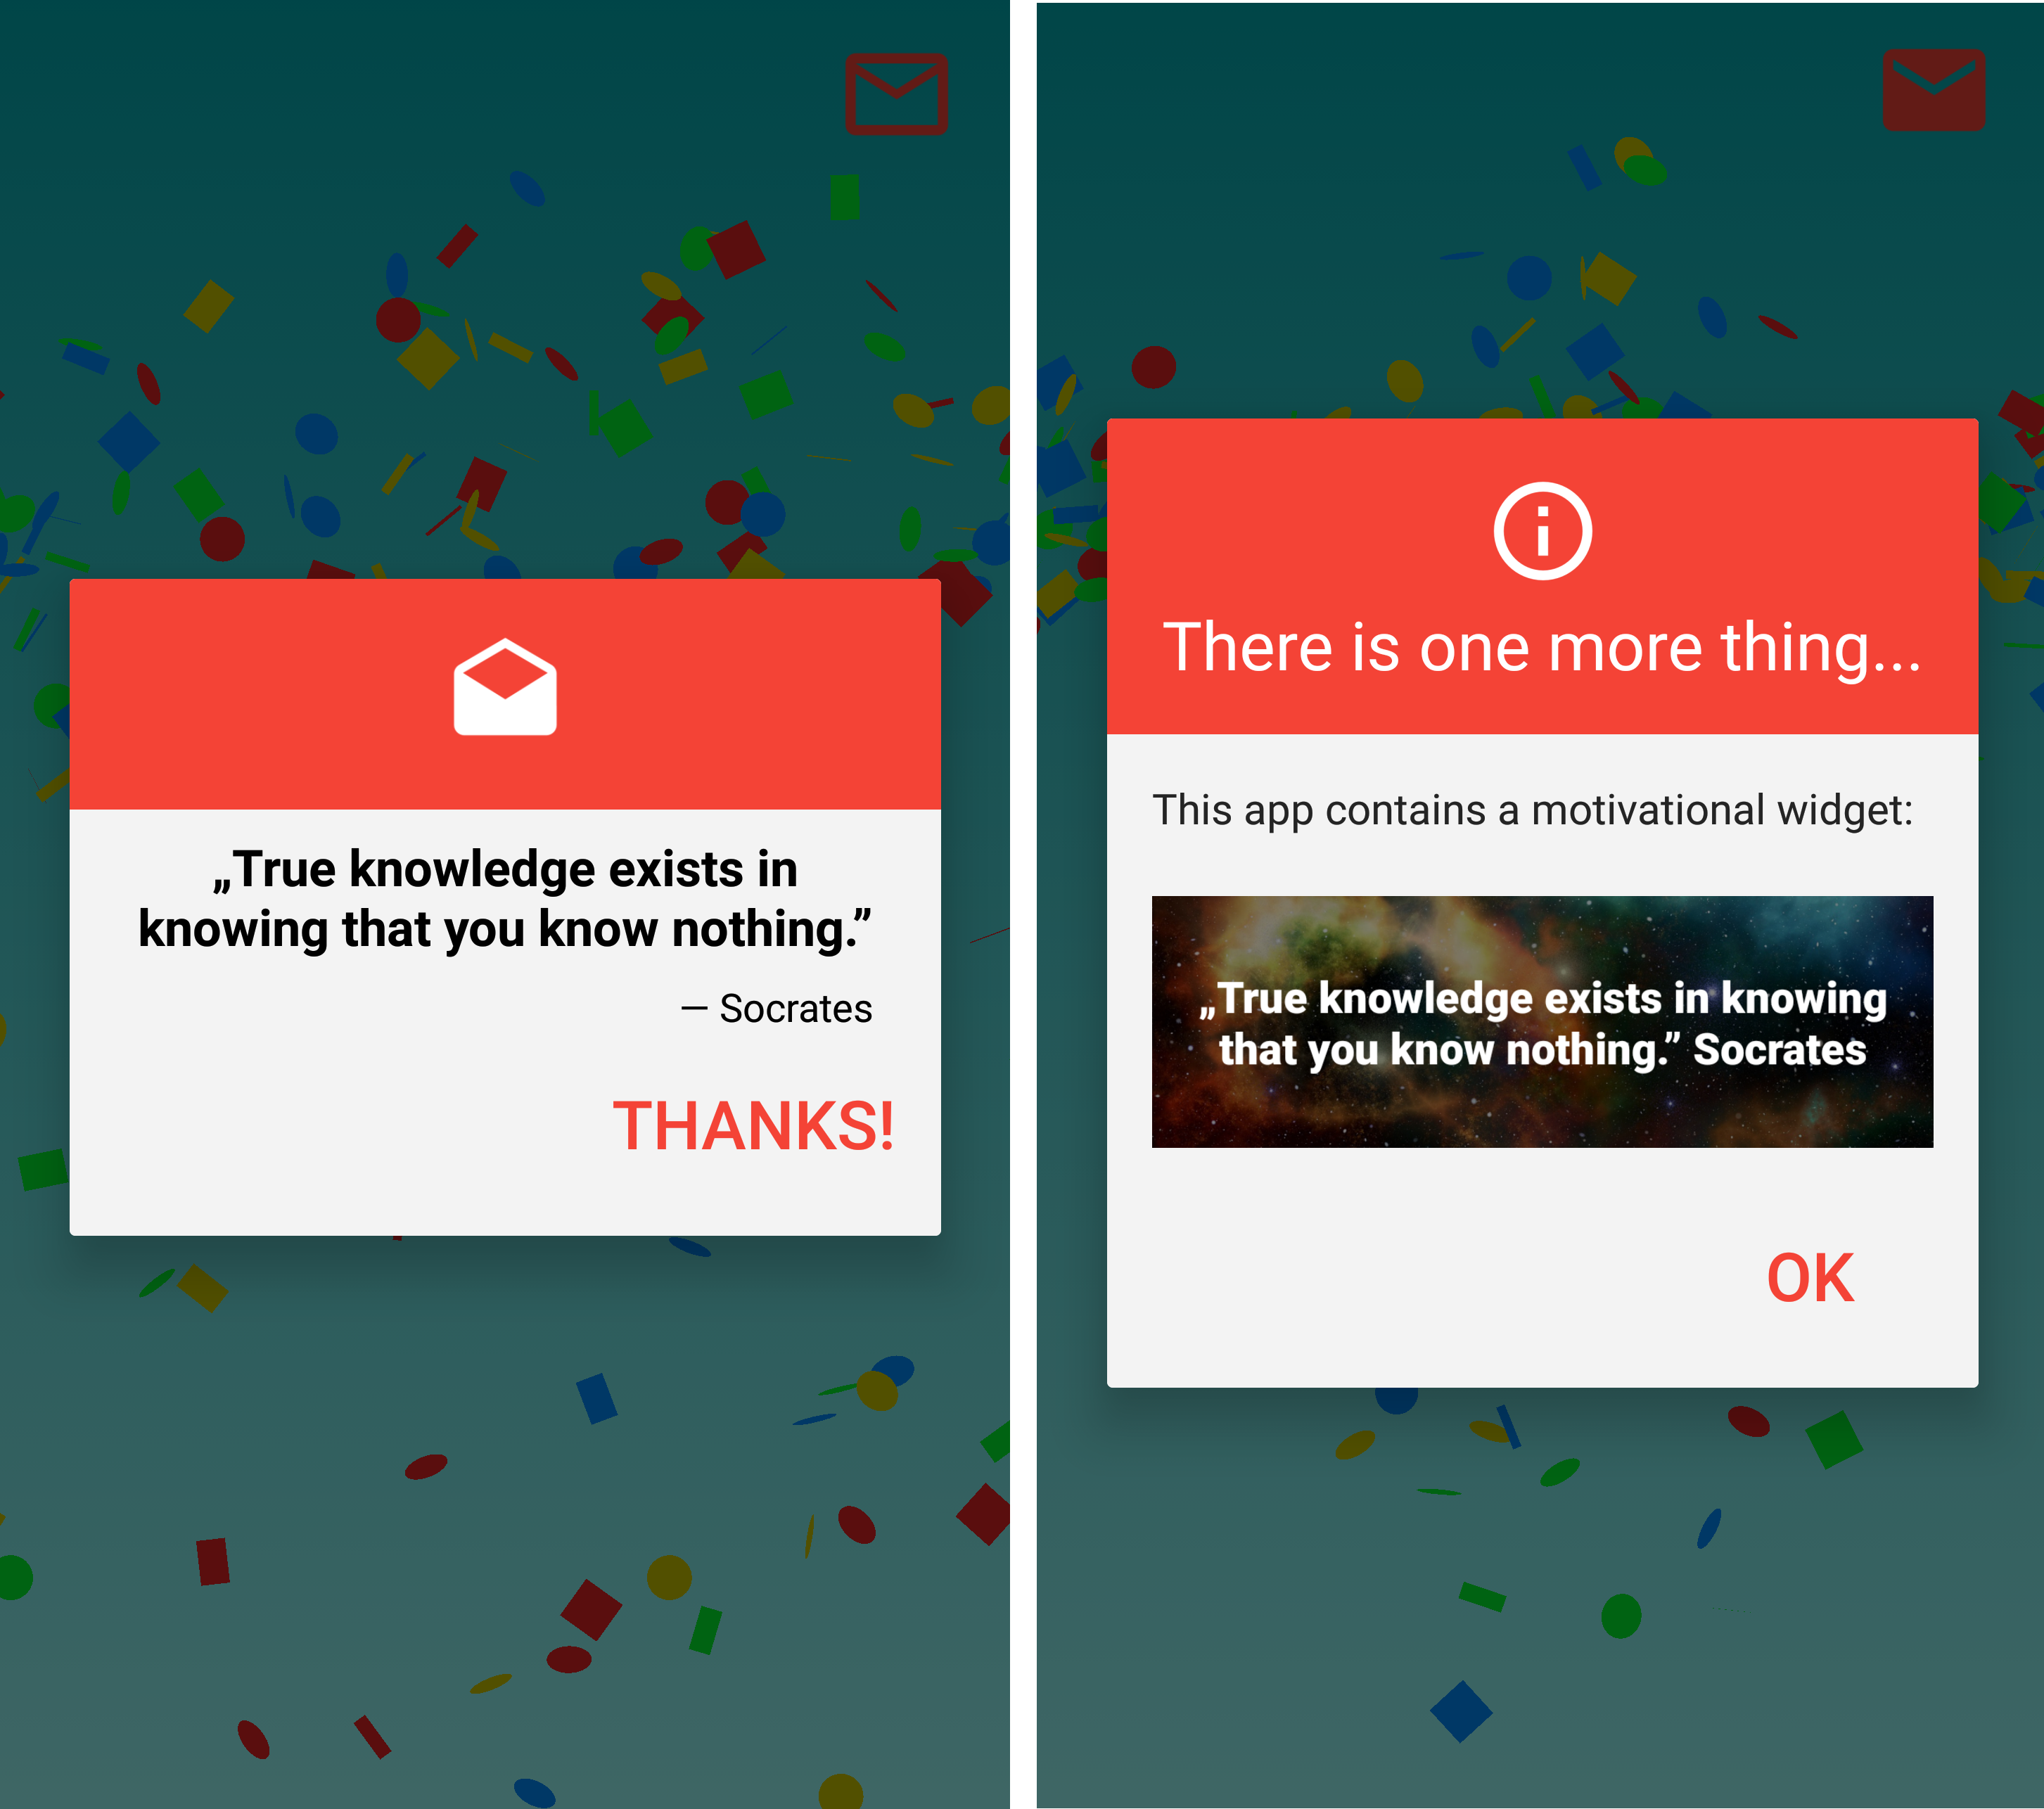 „True knowledge exists in
knowing that you know nothing.”
— Socrates
THANKS!
There is one more thing...
This app contains a motivational widget:
„True knowledge exists in knowing
that you know nothing.” Socrates
OK